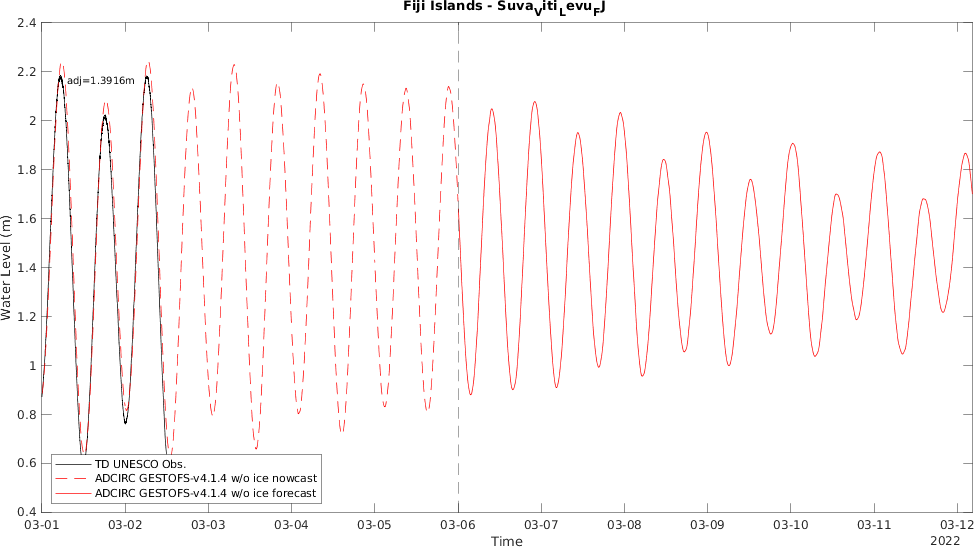 Fiji Islands - SuvaVitiLevuFJ
2.4
2.2
adj=1.3916m
2
1.8
1.6
Water Level (m)
1.4
1.2
1
0.8
0.6
TD UNESCO Obs.
ADCIRC GESTOFS-v4.1.4 w/o ice nowcast
ADCIRC GESTOFS-v4.1.4 w/o ice forecast
0.4
03-01 03-02 03-03 03-04 03-05 03-06 03-07 03-08 03-09 03-10 03-11 03-12
Time
2022